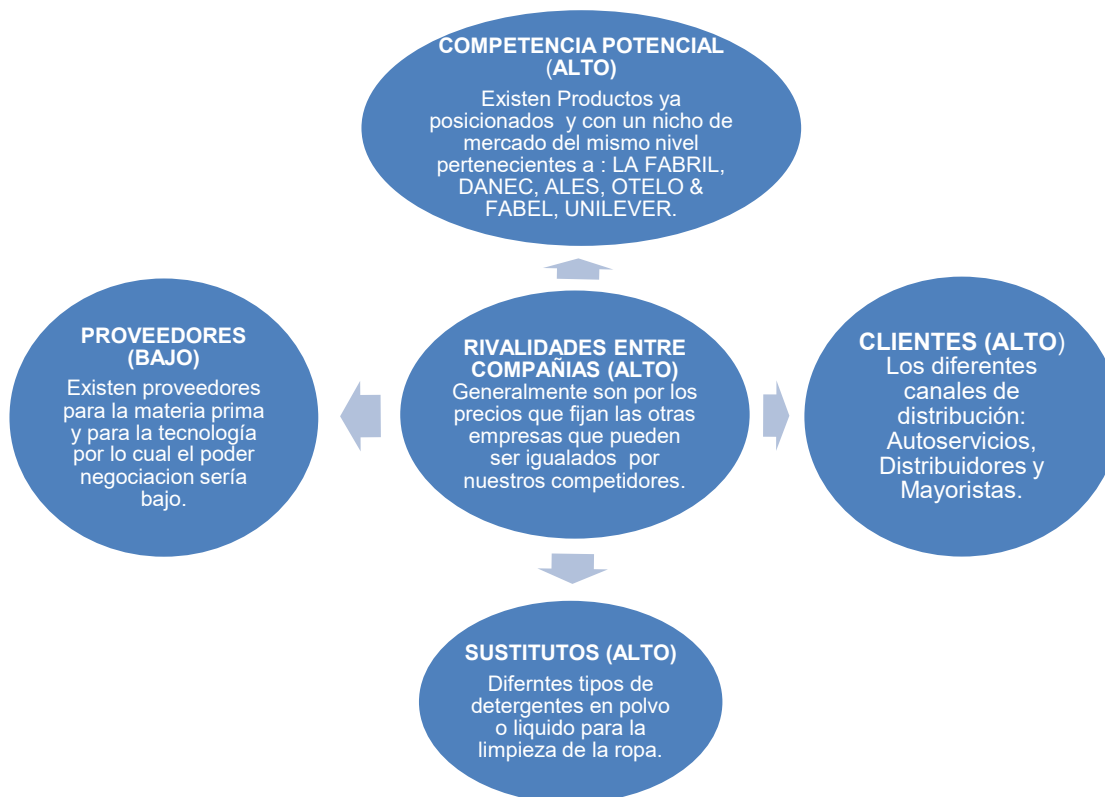 COMPETENCIA POTENCIAL
(ALTO)
Existen Productos ya
posicionados y con un nicho de
mercado del mismo nivel
pertenecientes a : LA FABRIL,
DANEC, ALES, OTELO &
FABEL, UNILEVER.
PROVEEDORES
(BAJO)
Existen proveedores
para la materia prima
y para la tecnología
por lo cual el poder
negociacion sería
bajo.
RIVALIDADES ENTRE
COMPAÑIAS (ALTO)
Generalmente son por los
precios que fijan las otras
empresas que pueden
ser igualados por
nuestros competidores.
CLIENTES (ALTO)
Los diferentes
canales de
distribución:
Autoservicios,
Distribuidores y
Mayoristas.
SUSTITUTOS (ALTO)
Diferntes tipos de
detergentes en polvo
o liquido para la
limpieza de la ropa.